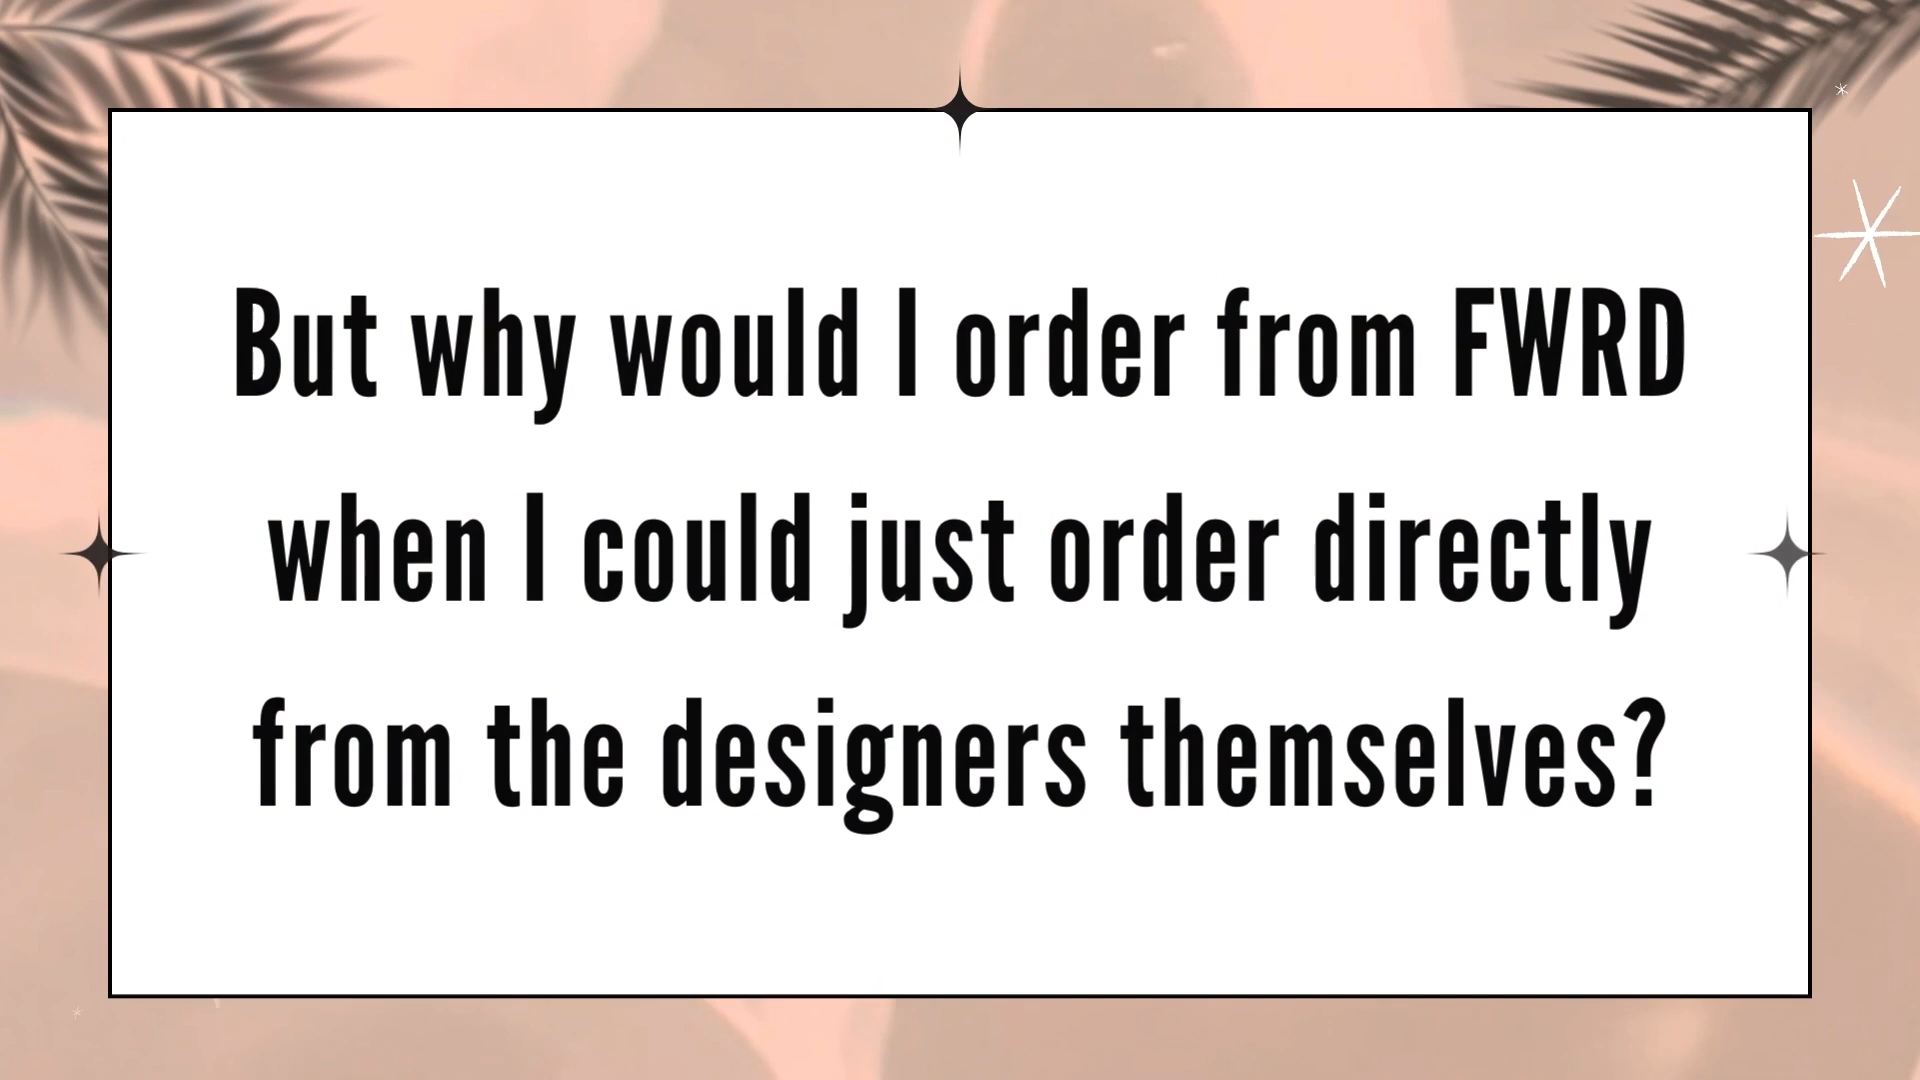 But why would I order from FWRD
when I could just order directly
from the designers themselves?